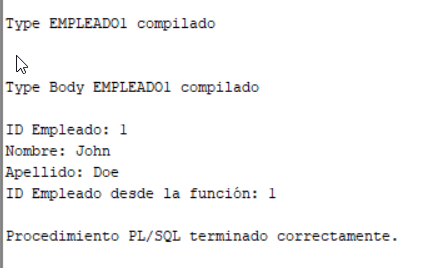 Type EMPLEADO1 compilado
Type Body EMPLEADO1 compilado
ID Empleado: 1
Nombre: John
Apellido: Doe
ID Empleado desde la función: 1
Procedimiento PL/SQL terminado correctamente.